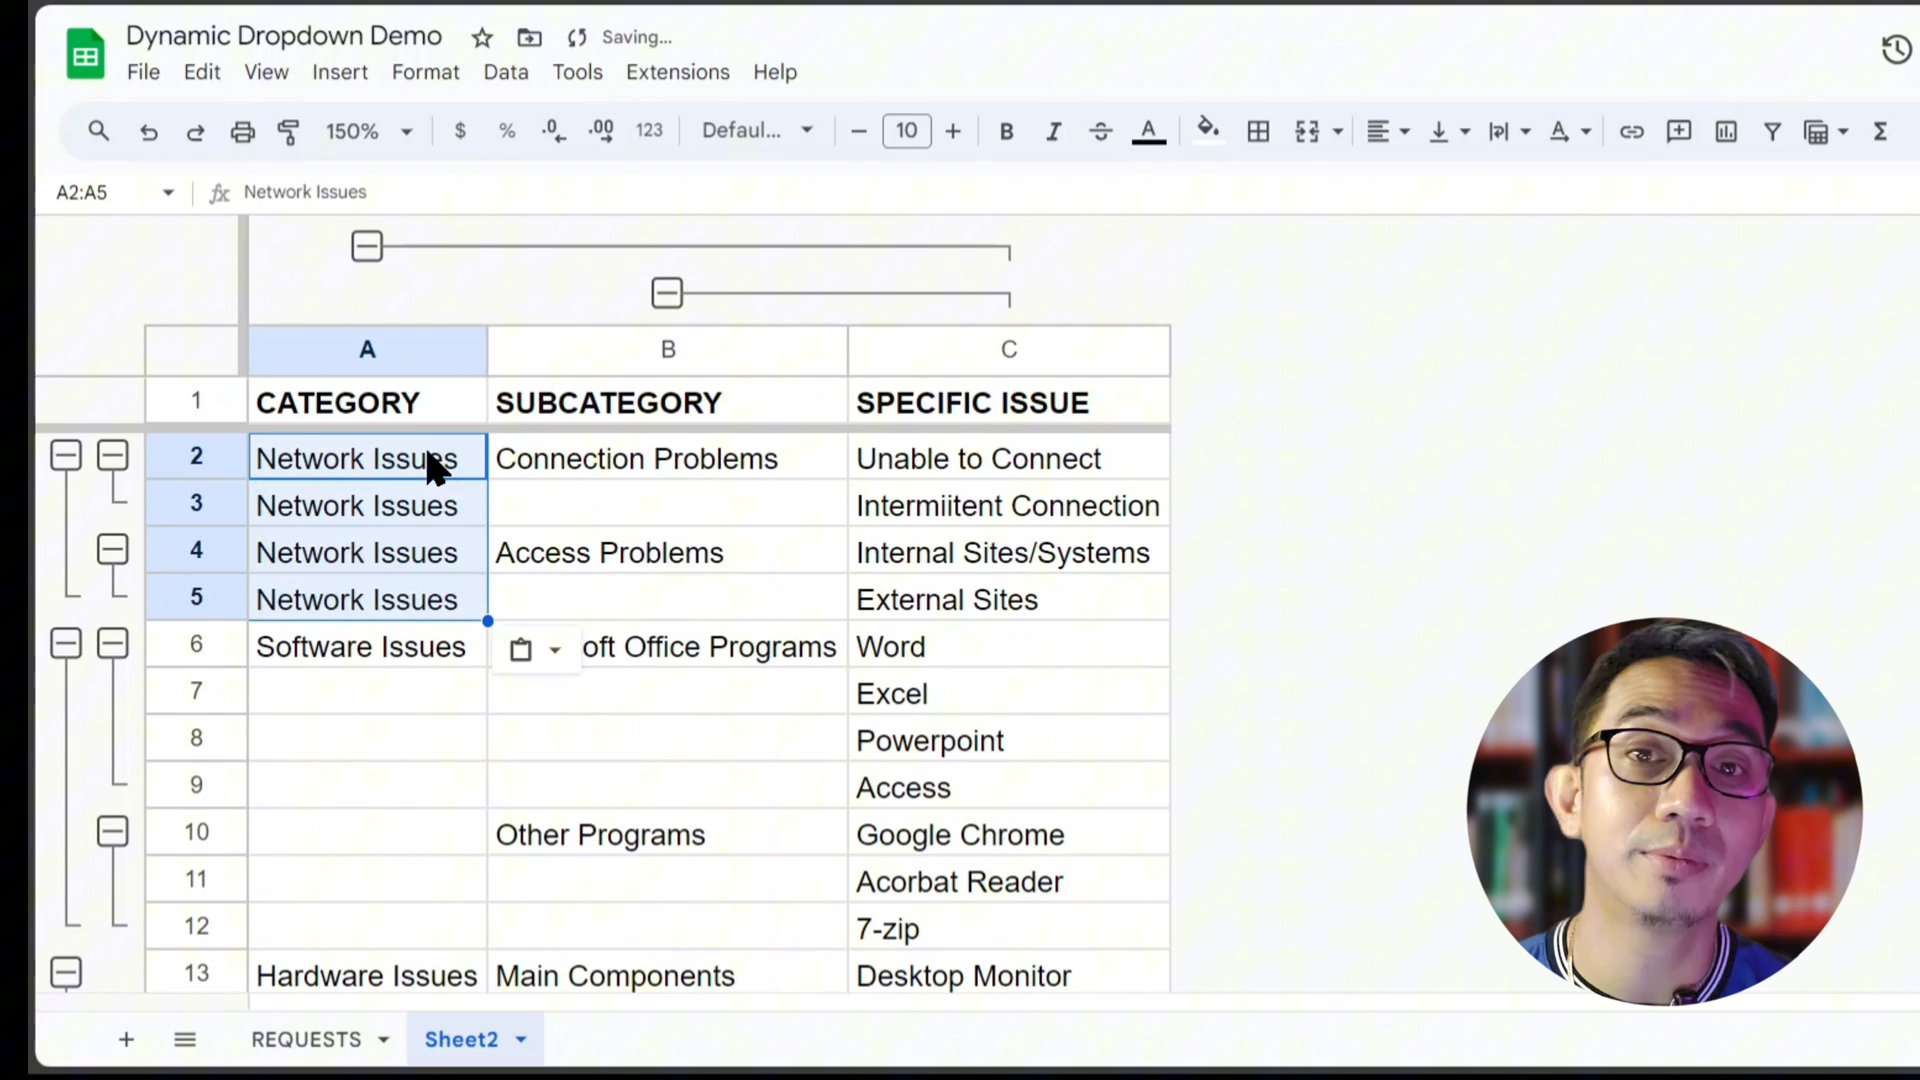 Dynamic Dropdown Demo Saving...
File Edit View Insert Format Data Tools Extensions Help
150% $ % .0 .00 123 Defaul... 10 B I A
A2:A5 fx Network Issues
A B C
1 CATEGORY SUBCATEGORY SPECIFIC ISSUE
2 Network Issues Connection Problems Unable to Connect
3 Network Issues Intermiitent Connection
4 Network Issues Access Problems Internal Sites/Systems
5 Network Issues External Sites
6 Software Issues oft Office Programs Word
7 Excel
8 Powerpoint
9 Access
10 Other Programs Google Chrome
11 Acorbat Reader
12 7-zip
13 Hardware Issues Main Components Desktop Monitor
REQUESTS Sheet2